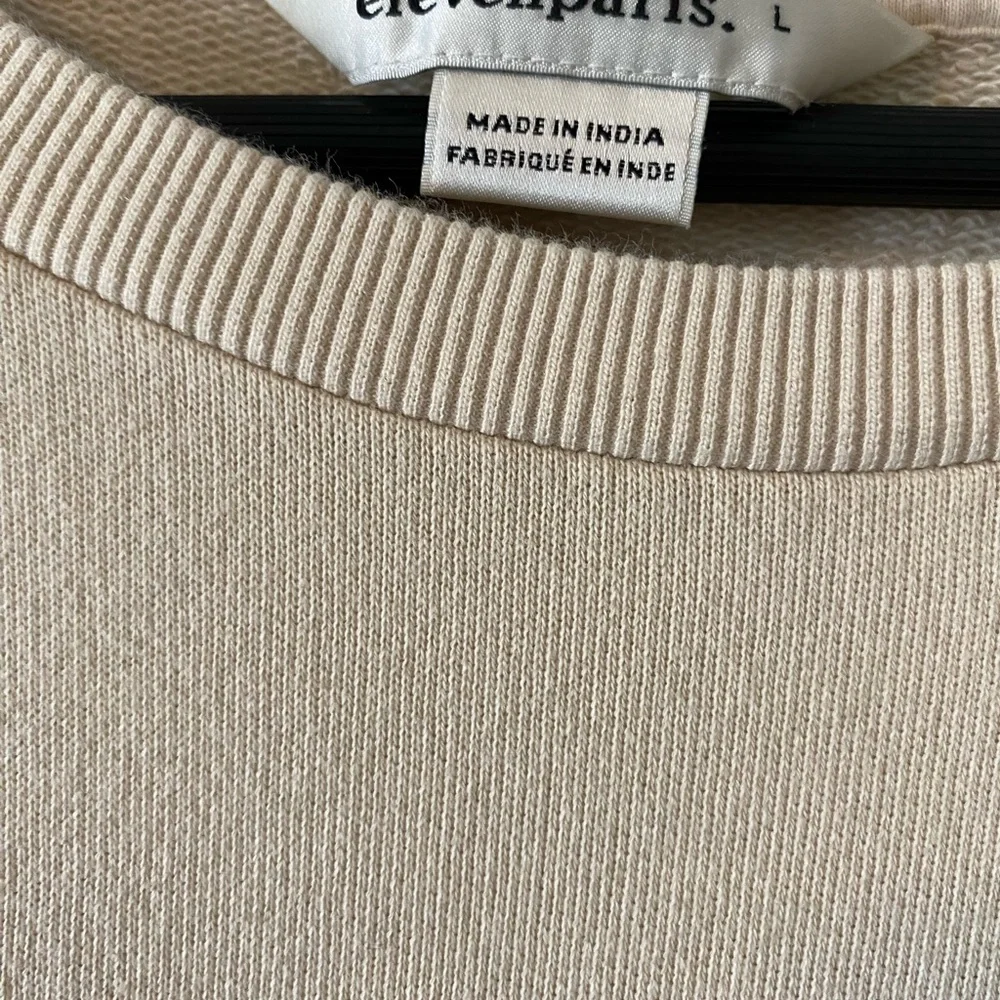 elevenparis. L
MADE IN INDIA
FABRIQUÉ EN INDE